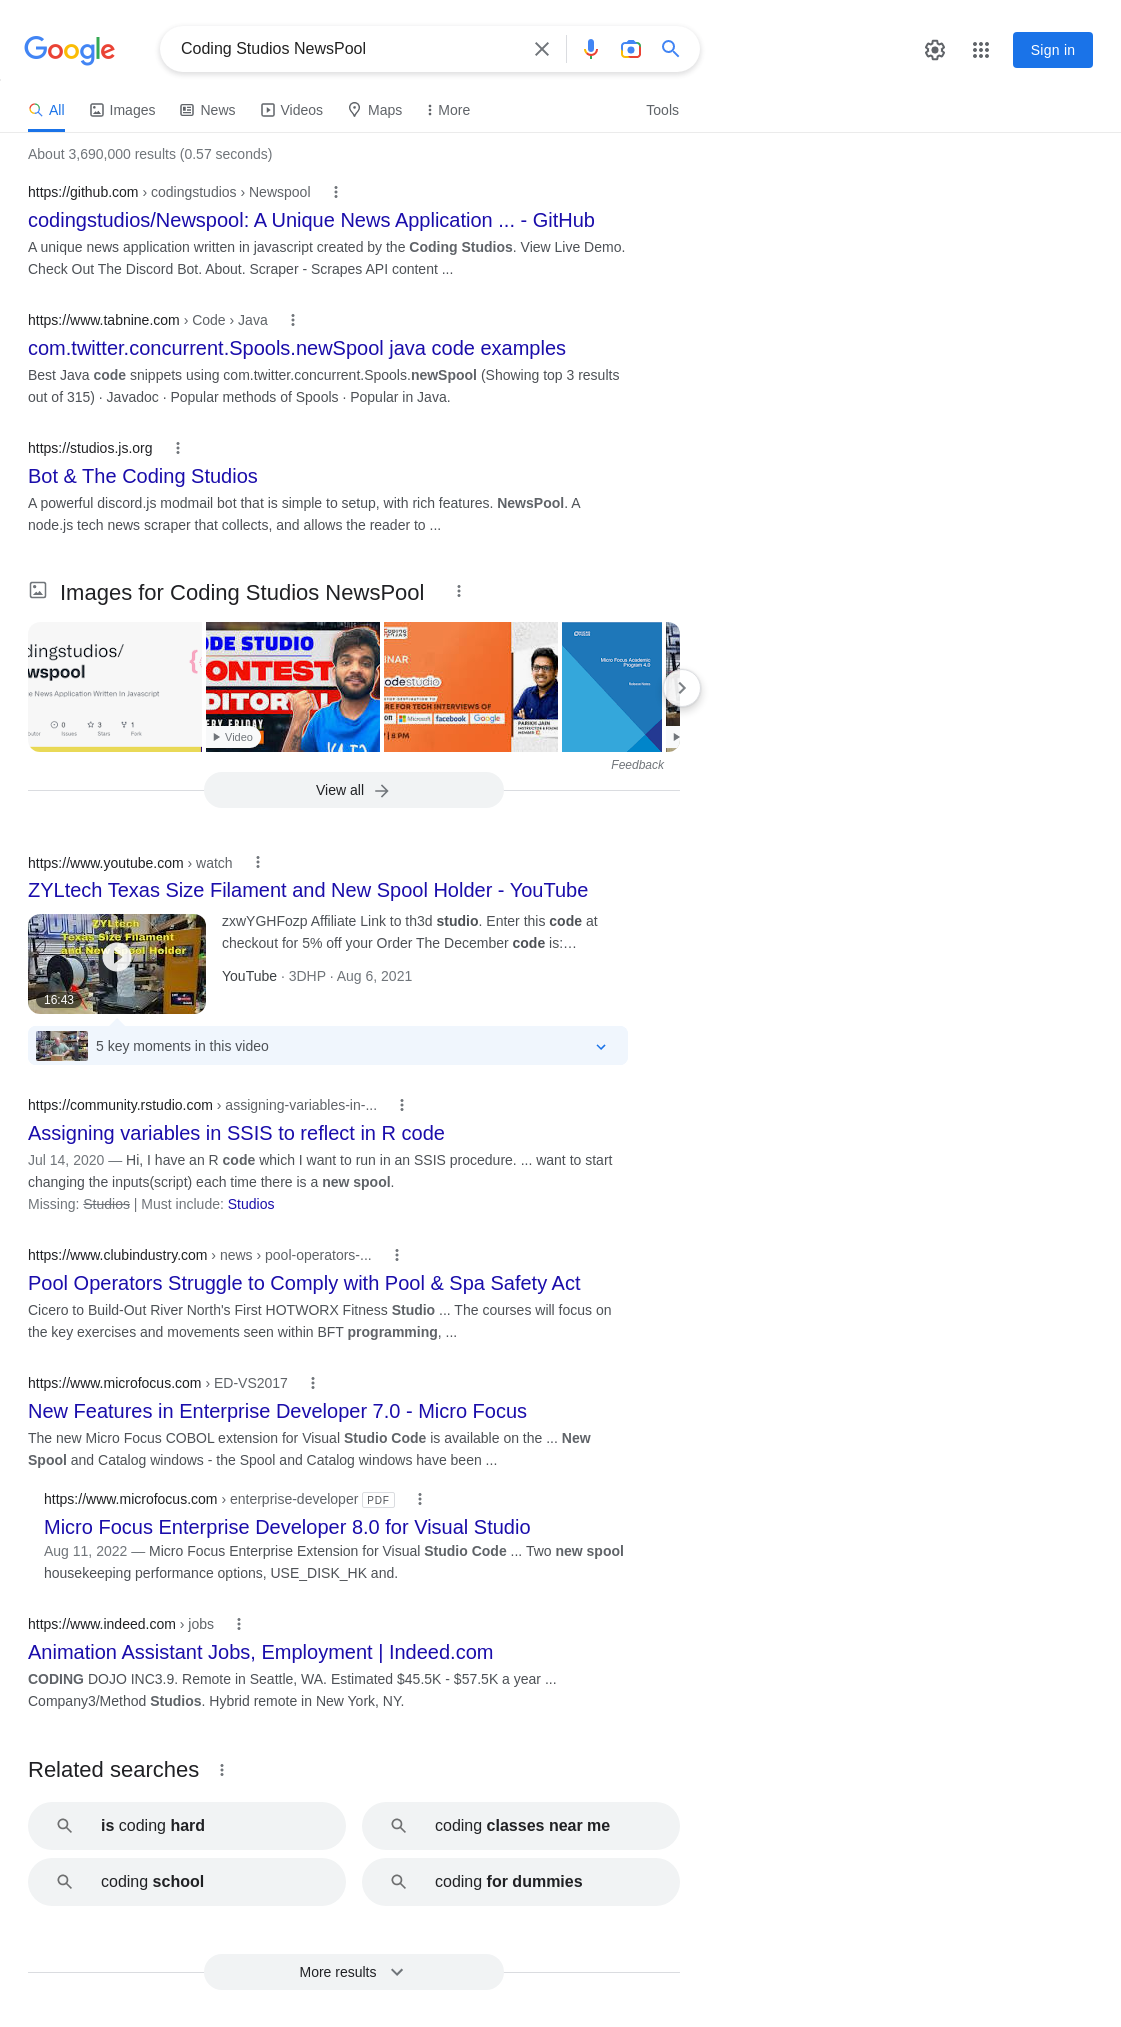 Google
Coding Studios NewsPool
Sign in
All
Images
News
Videos
Maps
More
Tools
About 3,690,000 results (0.57 seconds)
https://github.com › codingstudios › Newspool
codingstudios/Newspool: A Unique News Application ... - GitHub
A unique news application written in javascript created by the Coding Studios. View Live Demo.
Check Out The Discord Bot. About. Scraper - Scrapes API content ...
https://www.tabnine.com › Code › Java
com.twitter.concurrent.Spools.newSpool java code examples
Best Java code snippets using com.twitter.concurrent.Spools.newSpool (Showing top 3 results
out of 315) · Javadoc · Popular methods of Spools · Popular in Java.
https://studios.js.org
Bot & The Coding Studios
A powerful discord.js modmail bot that is simple to setup, with rich features. NewsPool. A
node.js tech news scraper that collects, and allows the reader to ...
Images for Coding Studios NewsPool
dingstudios/
wspool
e News Application Written In Javascript
0
Issues
3
Stars
1
Fork
ODE STUDIO
CONTEST
EDITORIAL
RY FRIDAY
Video
CODING
NINJAS
INAR
code studio
RE FOR TECH INTERVIEWS OF
on
Microsoft
facebook
Google
| 8 PM
PARIKH JAIN
Micro Focus Academic
Program 4.0
Release Notes
Feedback
View all
https://www.youtube.com › watch
ZYLtech Texas Size Filament and New Spool Holder - YouTube
3DHP
ZYLtech
Texas Size Filament
and New Spool Holder
16:43
zxwYGHFozp Affiliate Link to th3d studio. Enter this code at
checkout for 5% off your Order The December code is:…
YouTube · 3DHP · Aug 6, 2021
5 key moments in this video
https://community.rstudio.com › assigning-variables-in-...
Assigning variables in SSIS to reflect in R code
Jul 14, 2020 — Hi, I have an R code which I want to run in an SSIS procedure. ... want to start
changing the inputs(script) each time there is a new spool.
Missing: Studios | Must include: Studios
https://www.clubindustry.com › news › pool-operators-...
Pool Operators Struggle to Comply with Pool & Spa Safety Act
Cicero to Build-Out River North's First HOTWORX Fitness Studio ... The courses will focus on
the key exercises and movements seen within BFT programming, ...
https://www.microfocus.com › ED-VS2017
New Features in Enterprise Developer 7.0 - Micro Focus
The new Micro Focus COBOL extension for Visual Studio Code is available on the ... New
Spool and Catalog windows - the Spool and Catalog windows have been ...
https://www.microfocus.com › enterprise-developer PDF
Micro Focus Enterprise Developer 8.0 for Visual Studio
Aug 11, 2022 — Micro Focus Enterprise Extension for Visual Studio Code ... Two new spool
housekeeping performance options, USE_DISK_HK and.
https://www.indeed.com › jobs
Animation Assistant Jobs, Employment | Indeed.com
CODING DOJO INC3.9. Remote in Seattle, WA. Estimated $45.5K - $57.5K a year ...
Company3/Method Studios. Hybrid remote in New York, NY.
Related searches
is coding hard
coding classes near me
coding school
coding for dummies
More results